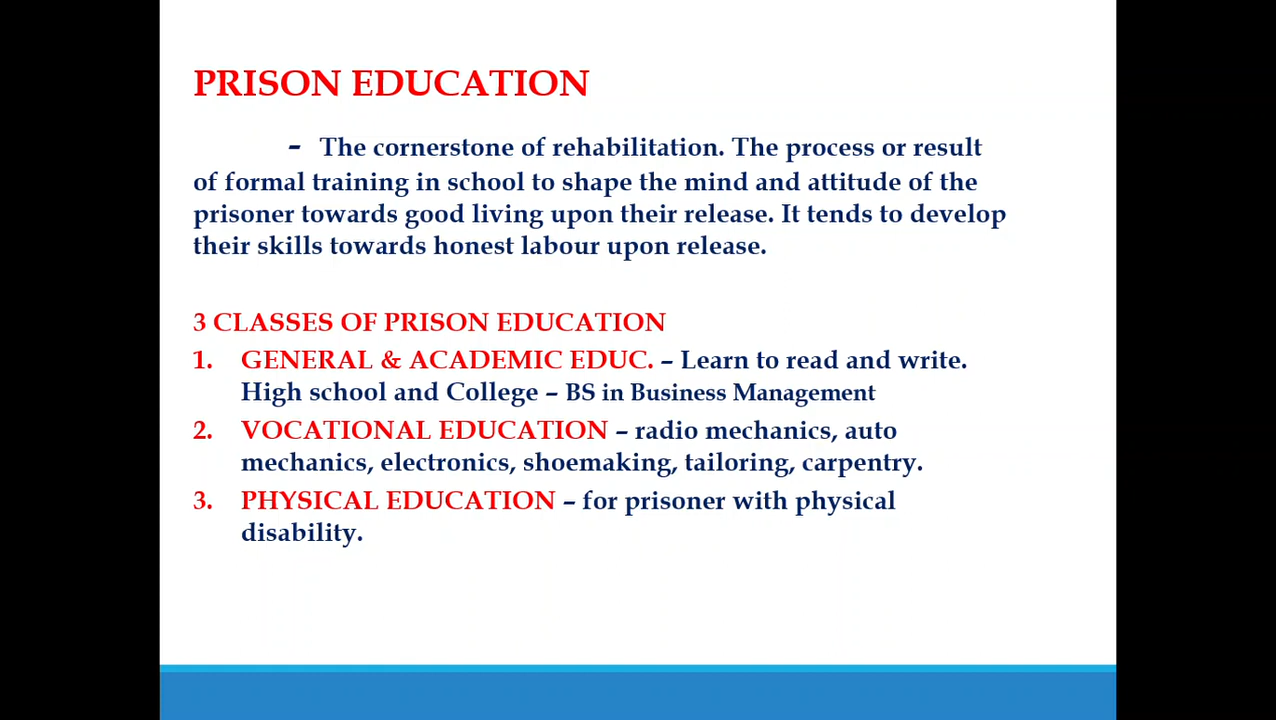 PRISON EDUCATION
- The cornerstone of rehabilitation. The process or result
of formal training in school to shape the mind and attitude of the
prisoner towards good living upon their release. It tends to develop
their skills towards honest labour upon release.
3 CLASSES OF PRISON EDUCATION
1. GENERAL & ACADEMIC EDUC. – Learn to read and write.
High school and College – BS in Business Management
2. VOCATIONAL EDUCATION – radio mechanics, auto
mechanics, electronics, shoemaking, tailoring, carpentry.
3. PHYSICAL EDUCATION – for prisoner with physical
disability.